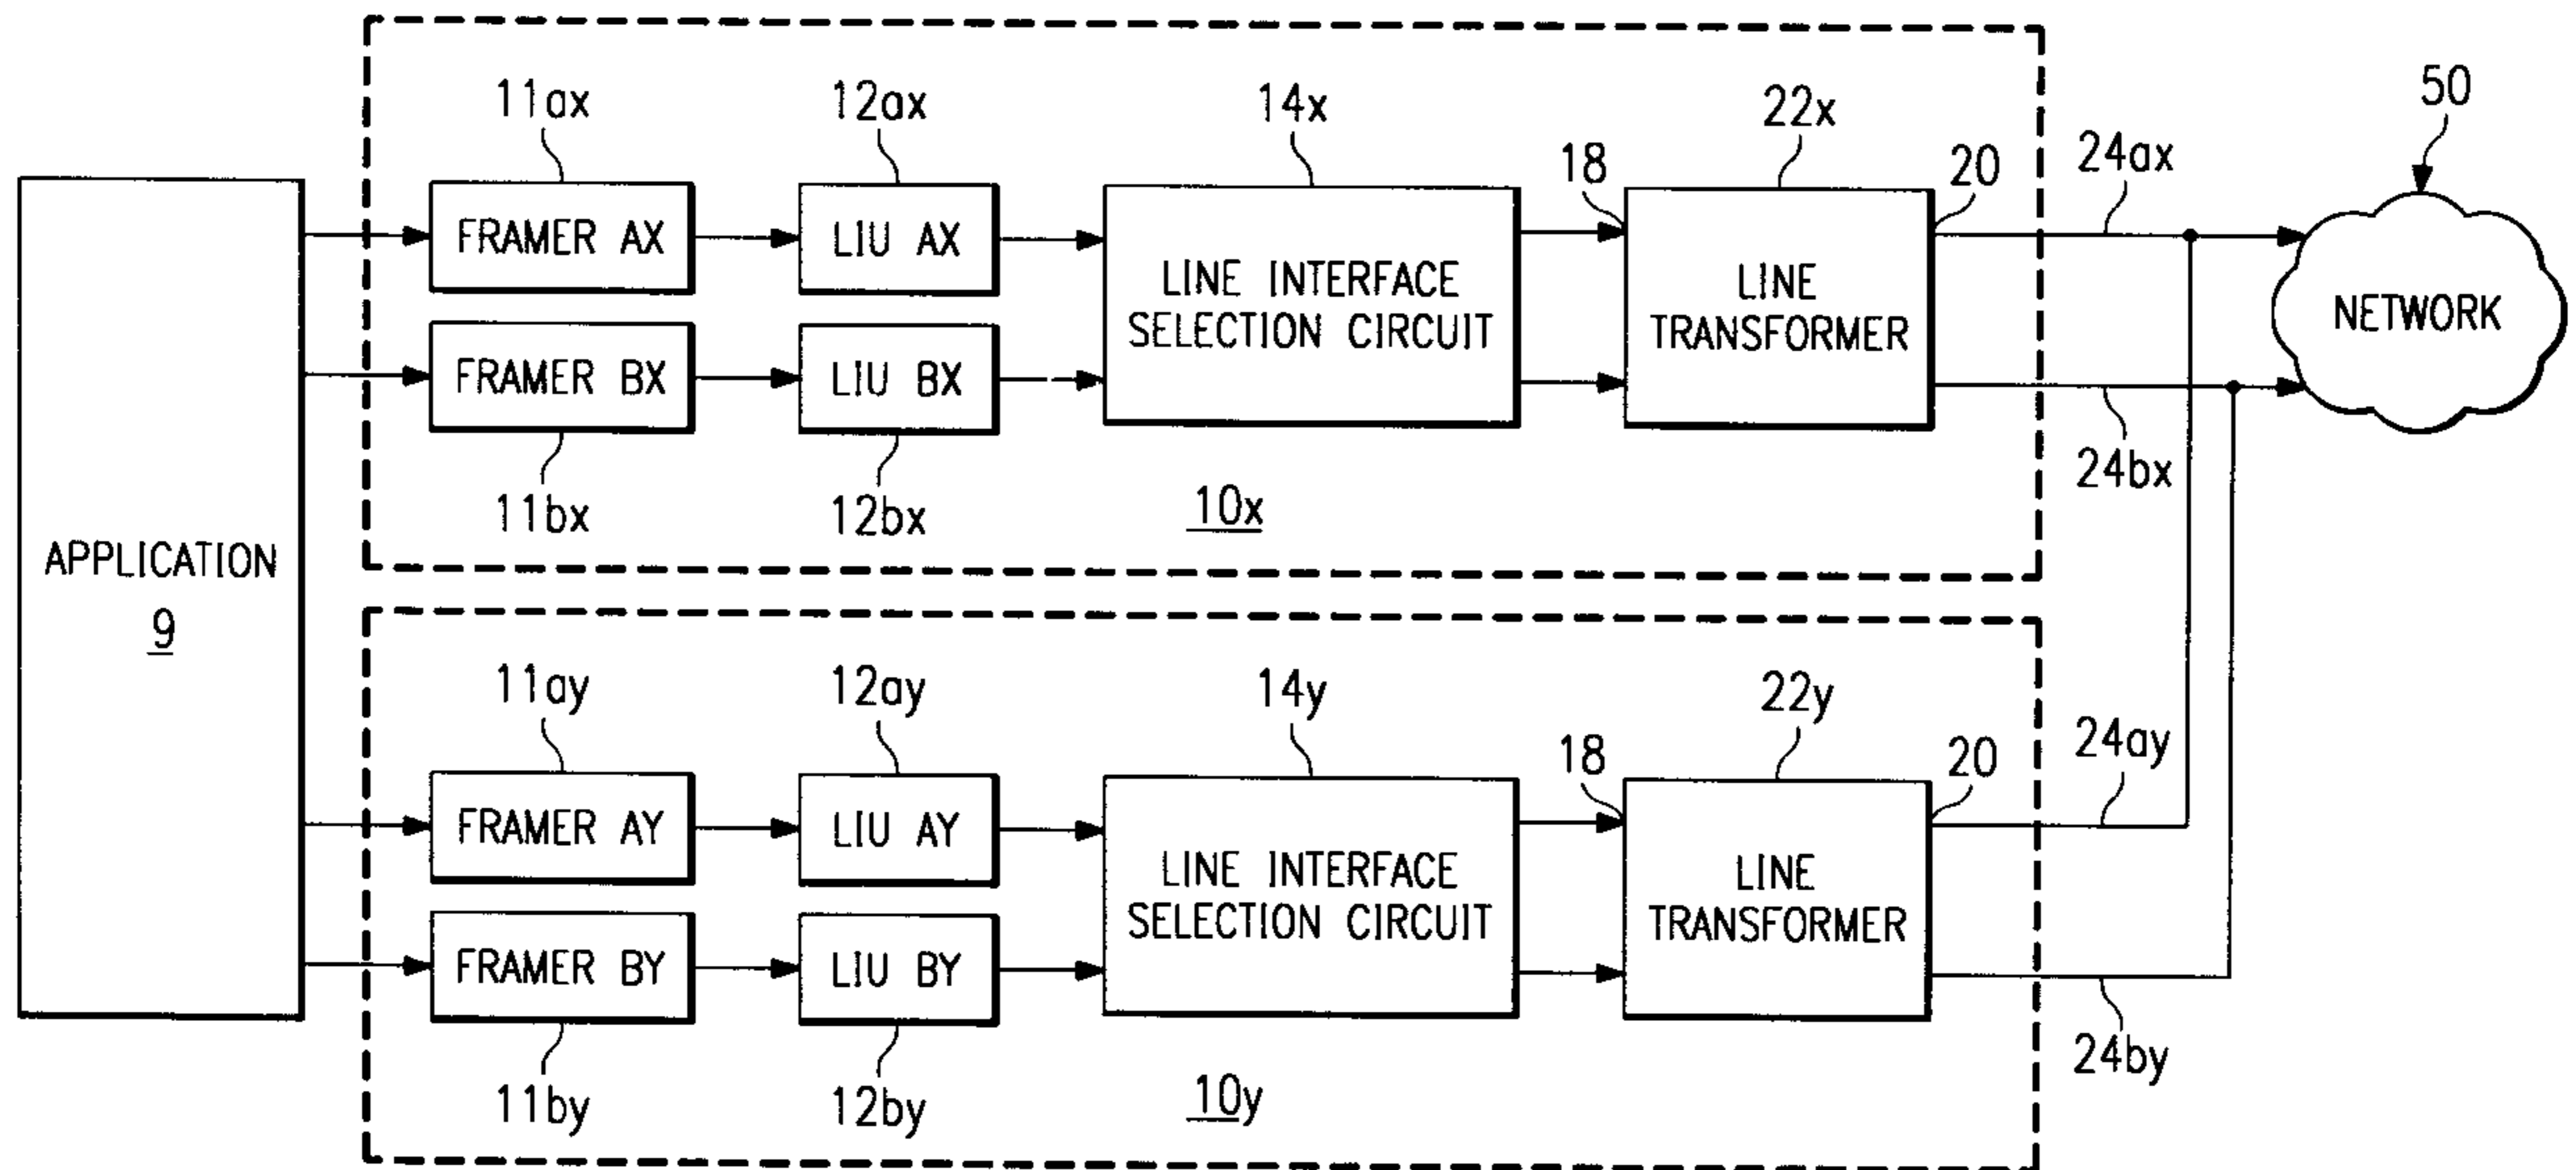 50
11ax
12ax
14x
22x
18
20
24ax
FRAMER AX
LIU AX
LINE INTERFACE
SELECTION CIRCUIT
LINE
TRANSFORMER
NETWORK
FRAMER BX
LIU BX
11bx
12bx
10x
24bx
APPLICATION
9
11ay
12ay
14y
22y
18
20
24ay
FRAMER AY
LIU AY
LINE INTERFACE
SELECTION CIRCUIT
LINE
TRANSFORMER
FRAMER BY
LIU BY
11by
12by
10y
24by